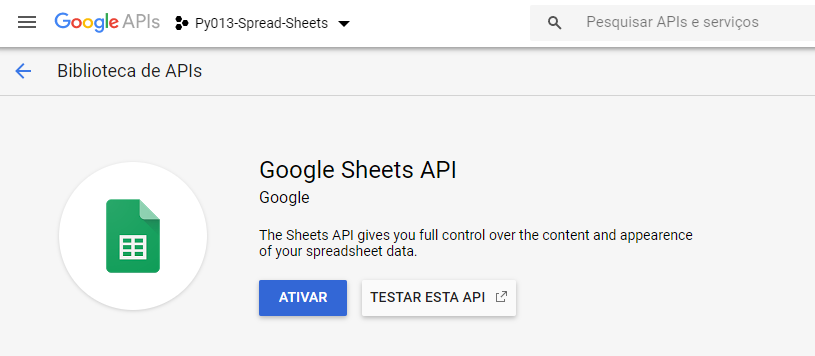 Google APIs Py013-Spread-Sheets Pesquisar APIs e serviços
Biblioteca de APIs
Google Sheets API
Google
The Sheets API gives you full control over the content and appearence
of your spreadsheet data.
ATIVAR TESTAR ESTA API